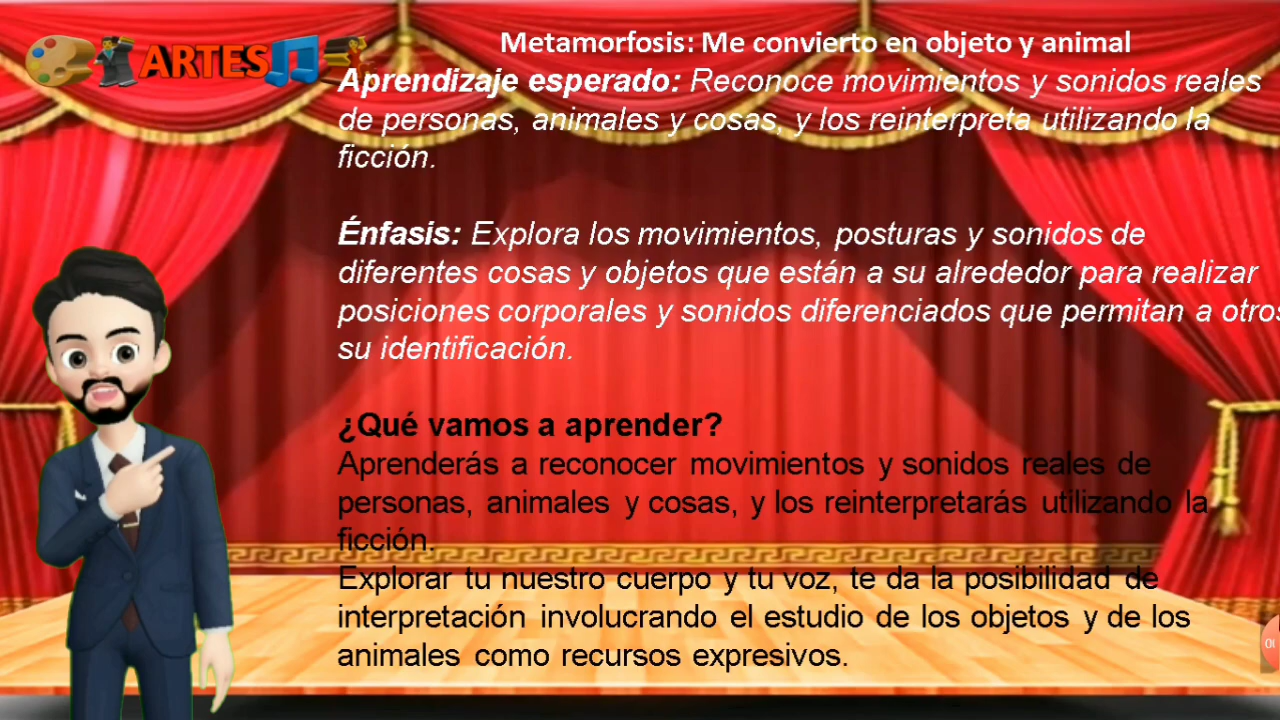 ARTES
Metamorfosis: Me convierto en objeto y animal
Aprendizaje esperado: Reconoce movimientos y sonidos reales
de personas, animales y cosas, y los reinterpreta utilizando la
ficción.
Énfasis: Explora los movimientos, posturas y sonidos de
diferentes cosas y objetos que están a su alrededor para realizar
posiciones corporales y sonidos diferenciados que permitan a otros
su identificación.
¿Qué vamos a aprender?
Aprenderás a reconocer movimientos y sonidos reales de
personas, animales y cosas, y los reinterpretarás utilizando la
ficción.
Explorar tu nuestro cuerpo y tu voz, te da la posibilidad de
interpretación involucrando el estudio de los objetos y de los
animales como recursos expresivos.